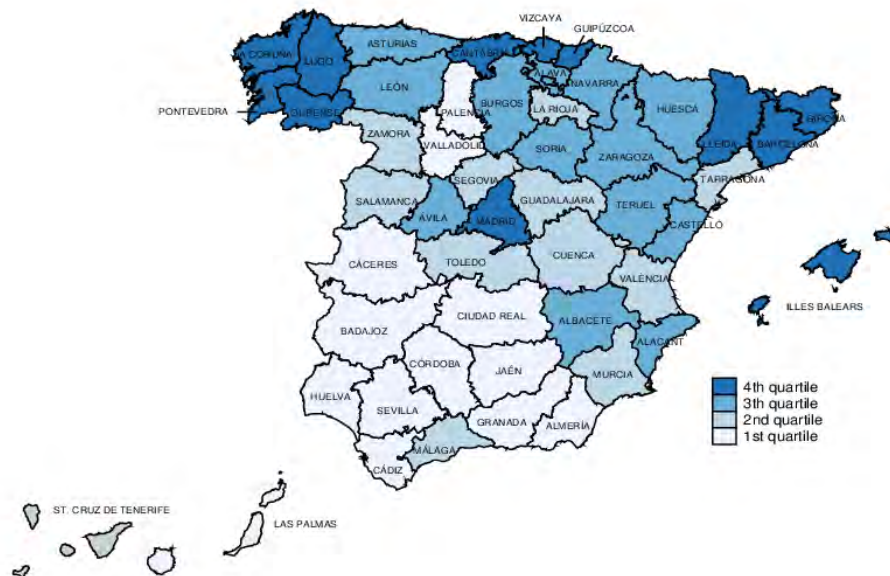 VIZCAYA
GUIPÚZCOA
ASTURIAS
CANTABRIA
A CORUÑA
LUGO
ÁLAVA
NAVARRA
LEÓN
HUESCA
PALENCIA
BURGOS
LA RIOJA
PONTEVEDRA
OURENSE
GIRONA
LLEIDA
BARCELONA
ZAMORA
VALLADOLID
SORIA
ZARAGOZA
SEGOVIA
TARRAGONA
SALAMANCA
GUADALAJARA
TERUEL
ÁVILA
MADRID
CASTELLÓ
CUENCA
TOLEDO
CÁCERES
VALÈNCIA
ILLES BALEARS
CIUDAD REAL
ALBACETE
BADAJOZ
ALACANT
CÓRDOBA
JAÉN
MURCIA
HUELVA
SEVILLA
GRANADA
ALMERÍA
MÁLAGA
CÁDIZ
4th quartile
3th quartile
2nd quartile
1st quartile
ST. CRUZ DE TENERIFE
LAS PALMAS